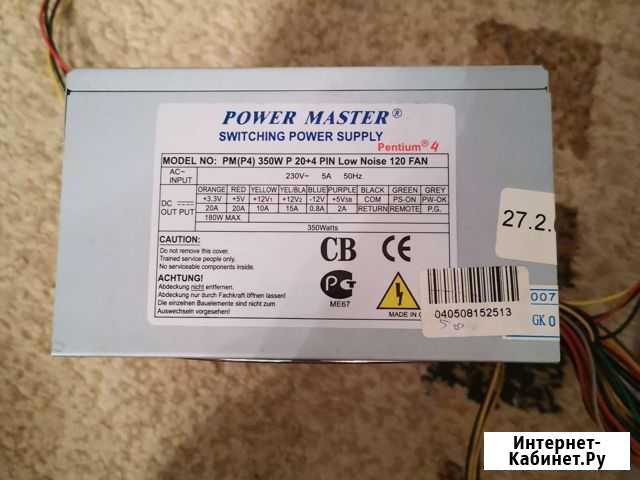 POWER MASTER®
SWITCHING POWER SUPPLY
Pentium® 4
MODEL NO: PM(P4) 350W P 20+4 PIN Low Noise 120 FAN
AC~ INPUT 230V~ 5A 50Hz
ORANGE RED YELLOW YEL/BLA BLUE PURPLE BLACK GREEN GREY
DC OUT PUT +3.3V +5V +12V1 +12V2 -12V +5VSB COM PS-ON PW-OK
20A 20A 10A 15A 0.8A 2A RETURN REMOTE P.G.
180W MAX.
350Watts
CAUTION:
Do not remove this cover.
Trained service people only.
No serviceable components inside.
ACHTUNG!
Abdeckung nicht entfernen!
Abdeckung nur durch Fachkraft öffnen lassen!
Die einzelnen Bauelemente sind nicht zum
Auswechseln vorgesehen!
CB CE
РСТ
ME67
MADE IN
27.2.
040508152513
007
GK 0
Интернет-
Кабинет.Ру